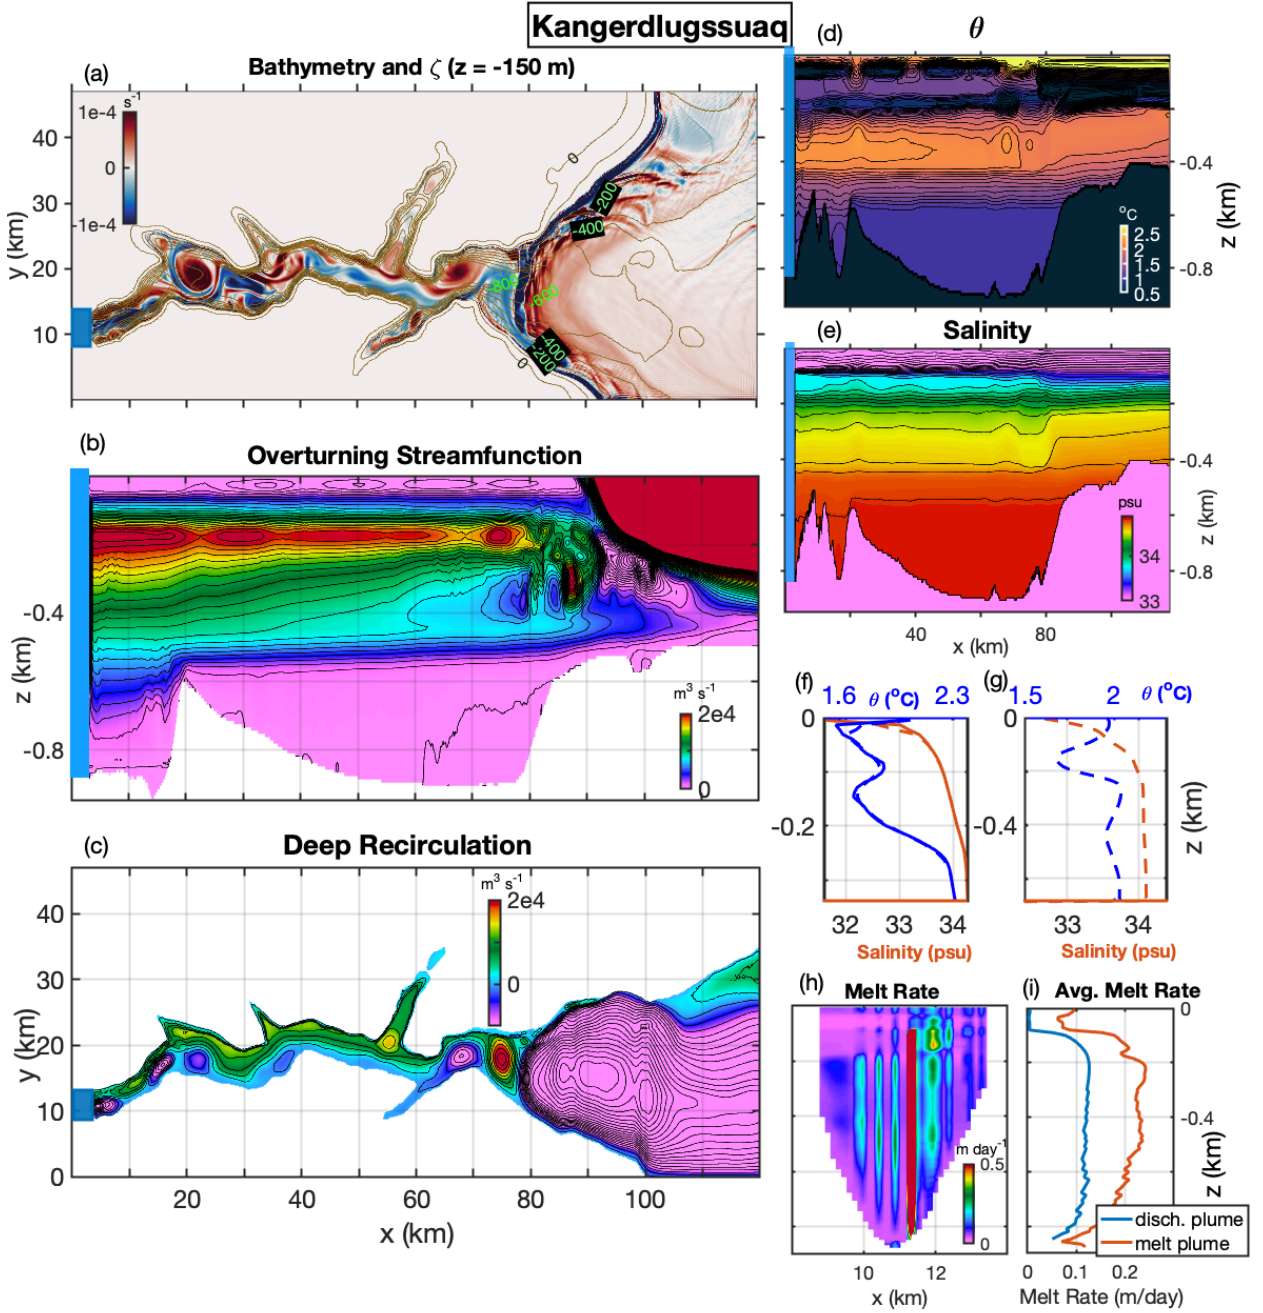 Kangerdlugssuaq
(a)
Bathymetry and ζ (z = -150 m)
1e-4 s⁻¹
0
-1e-4
40
30
20
10
y (km)
0
-200
-400
-800
-600
-400
-200
0
(b)
Overturning Streamfunction
-0.4
-0.8
z (km)
m³ s⁻¹
2e4
0
(c)
Deep Recirculation
m³ s⁻¹
2e4
0
40
30
20
10
0
y (km)
20 40 60 80 100
x (km)
(d)
θ
-0.4
-0.8
z (km)
°C
2.5
2
1.5
1
0.5
(e)
Salinity
-0.4
-0.8
z (km)
psu
34
33
40 80
x (km)
(f)
1.6 θ (°C) 2.3
0
-0.2
32 33 34
Salinity (psu)
(g)
1.5 2 θ (°C)
0
-0.4
z (km)
33 34
Salinity (psu)
(h)
Melt Rate
m day⁻¹
0.5
0
10 12
x (km)
(i)
Avg. Melt Rate
0
-0.4
z (km)
disch. plume
melt plume
0 0.1 0.2
Melt Rate (m/day)